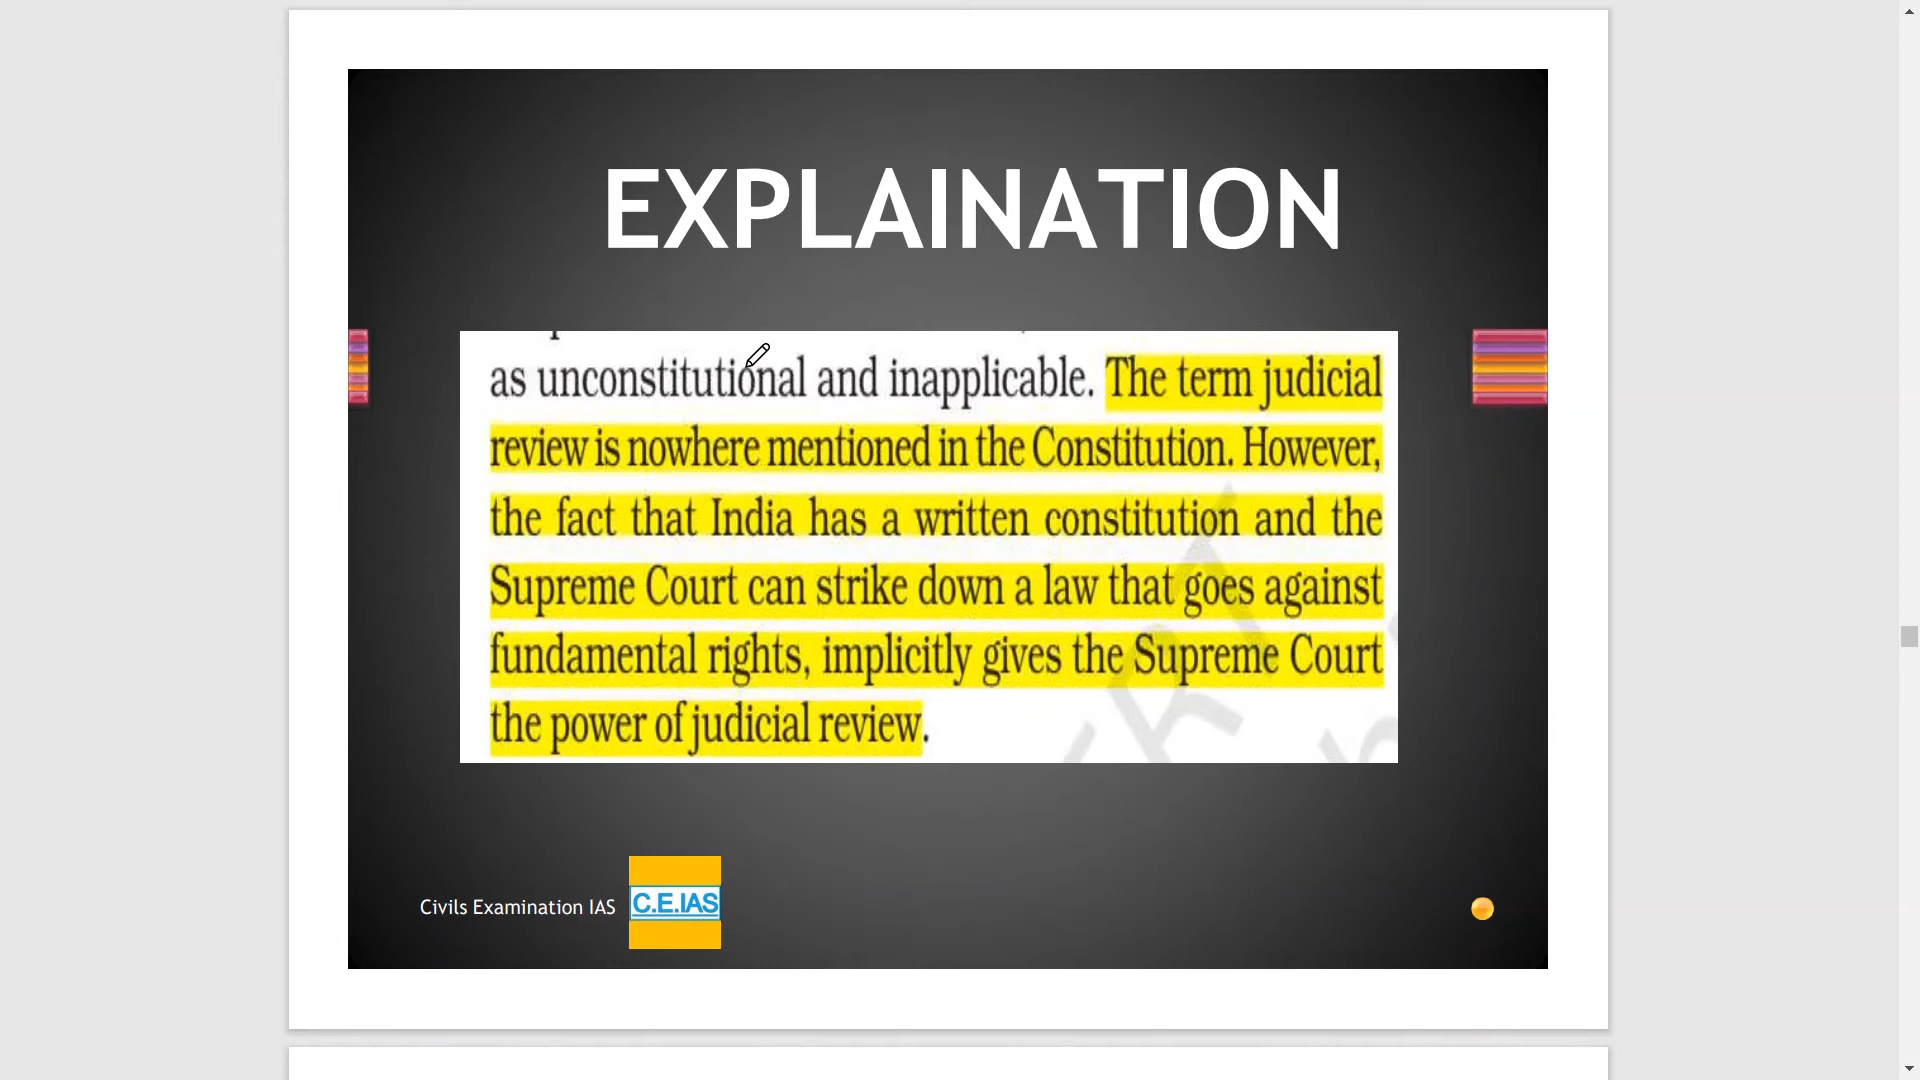 EXPLAINATION
as unconstitutional and inapplicable. The term judicial
review is nowhere mentioned in the Constitution. However,
the fact that India has a written constitution and the
Supreme Court can strike down a law that goes against
fundamental rights, implicitly gives the Supreme Court
the power of judicial review.
Civils Examination IAS
C.E.IAS